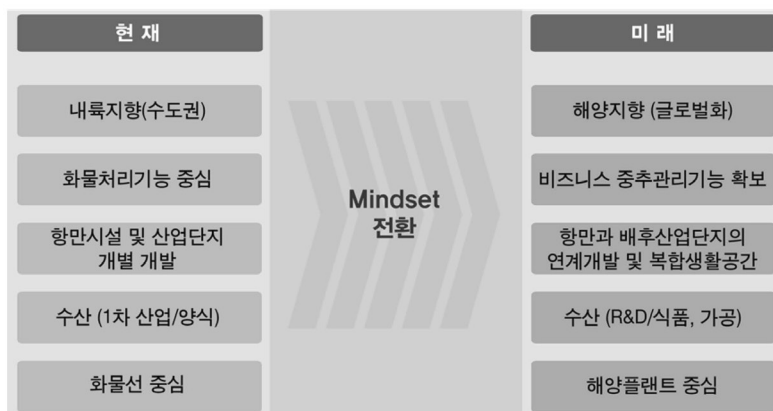 현 재
내륙지향(수도권)
화물처리기능 중심
항만시설 및 산업단지
개별 개발
수산 (1차 산업/양식)
화물선 중심
Mindset
전환
미 래
해양지향 (글로벌화)
비즈니스 중추관리기능 확보
항만과 배후산업단지의
연계개발 및 복합생활공간
수산 (R&D/식품, 가공)
해양플랜트 중심